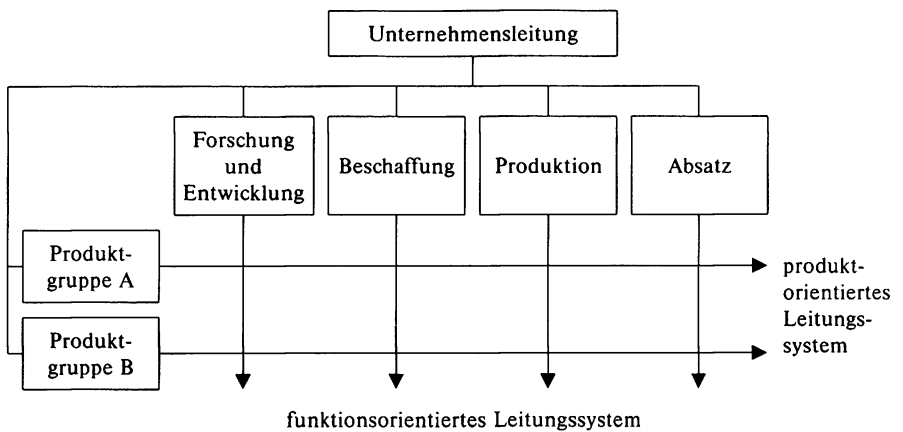 Unternehmensleitung
Forschung
und
Entwicklung
Beschaffung
Produktion
Absatz
Produkt-
gruppe A
produkt-
orientiertes
Leitungs-
system
Produkt-
gruppe B
funktionsorientiertes Leitungssystem